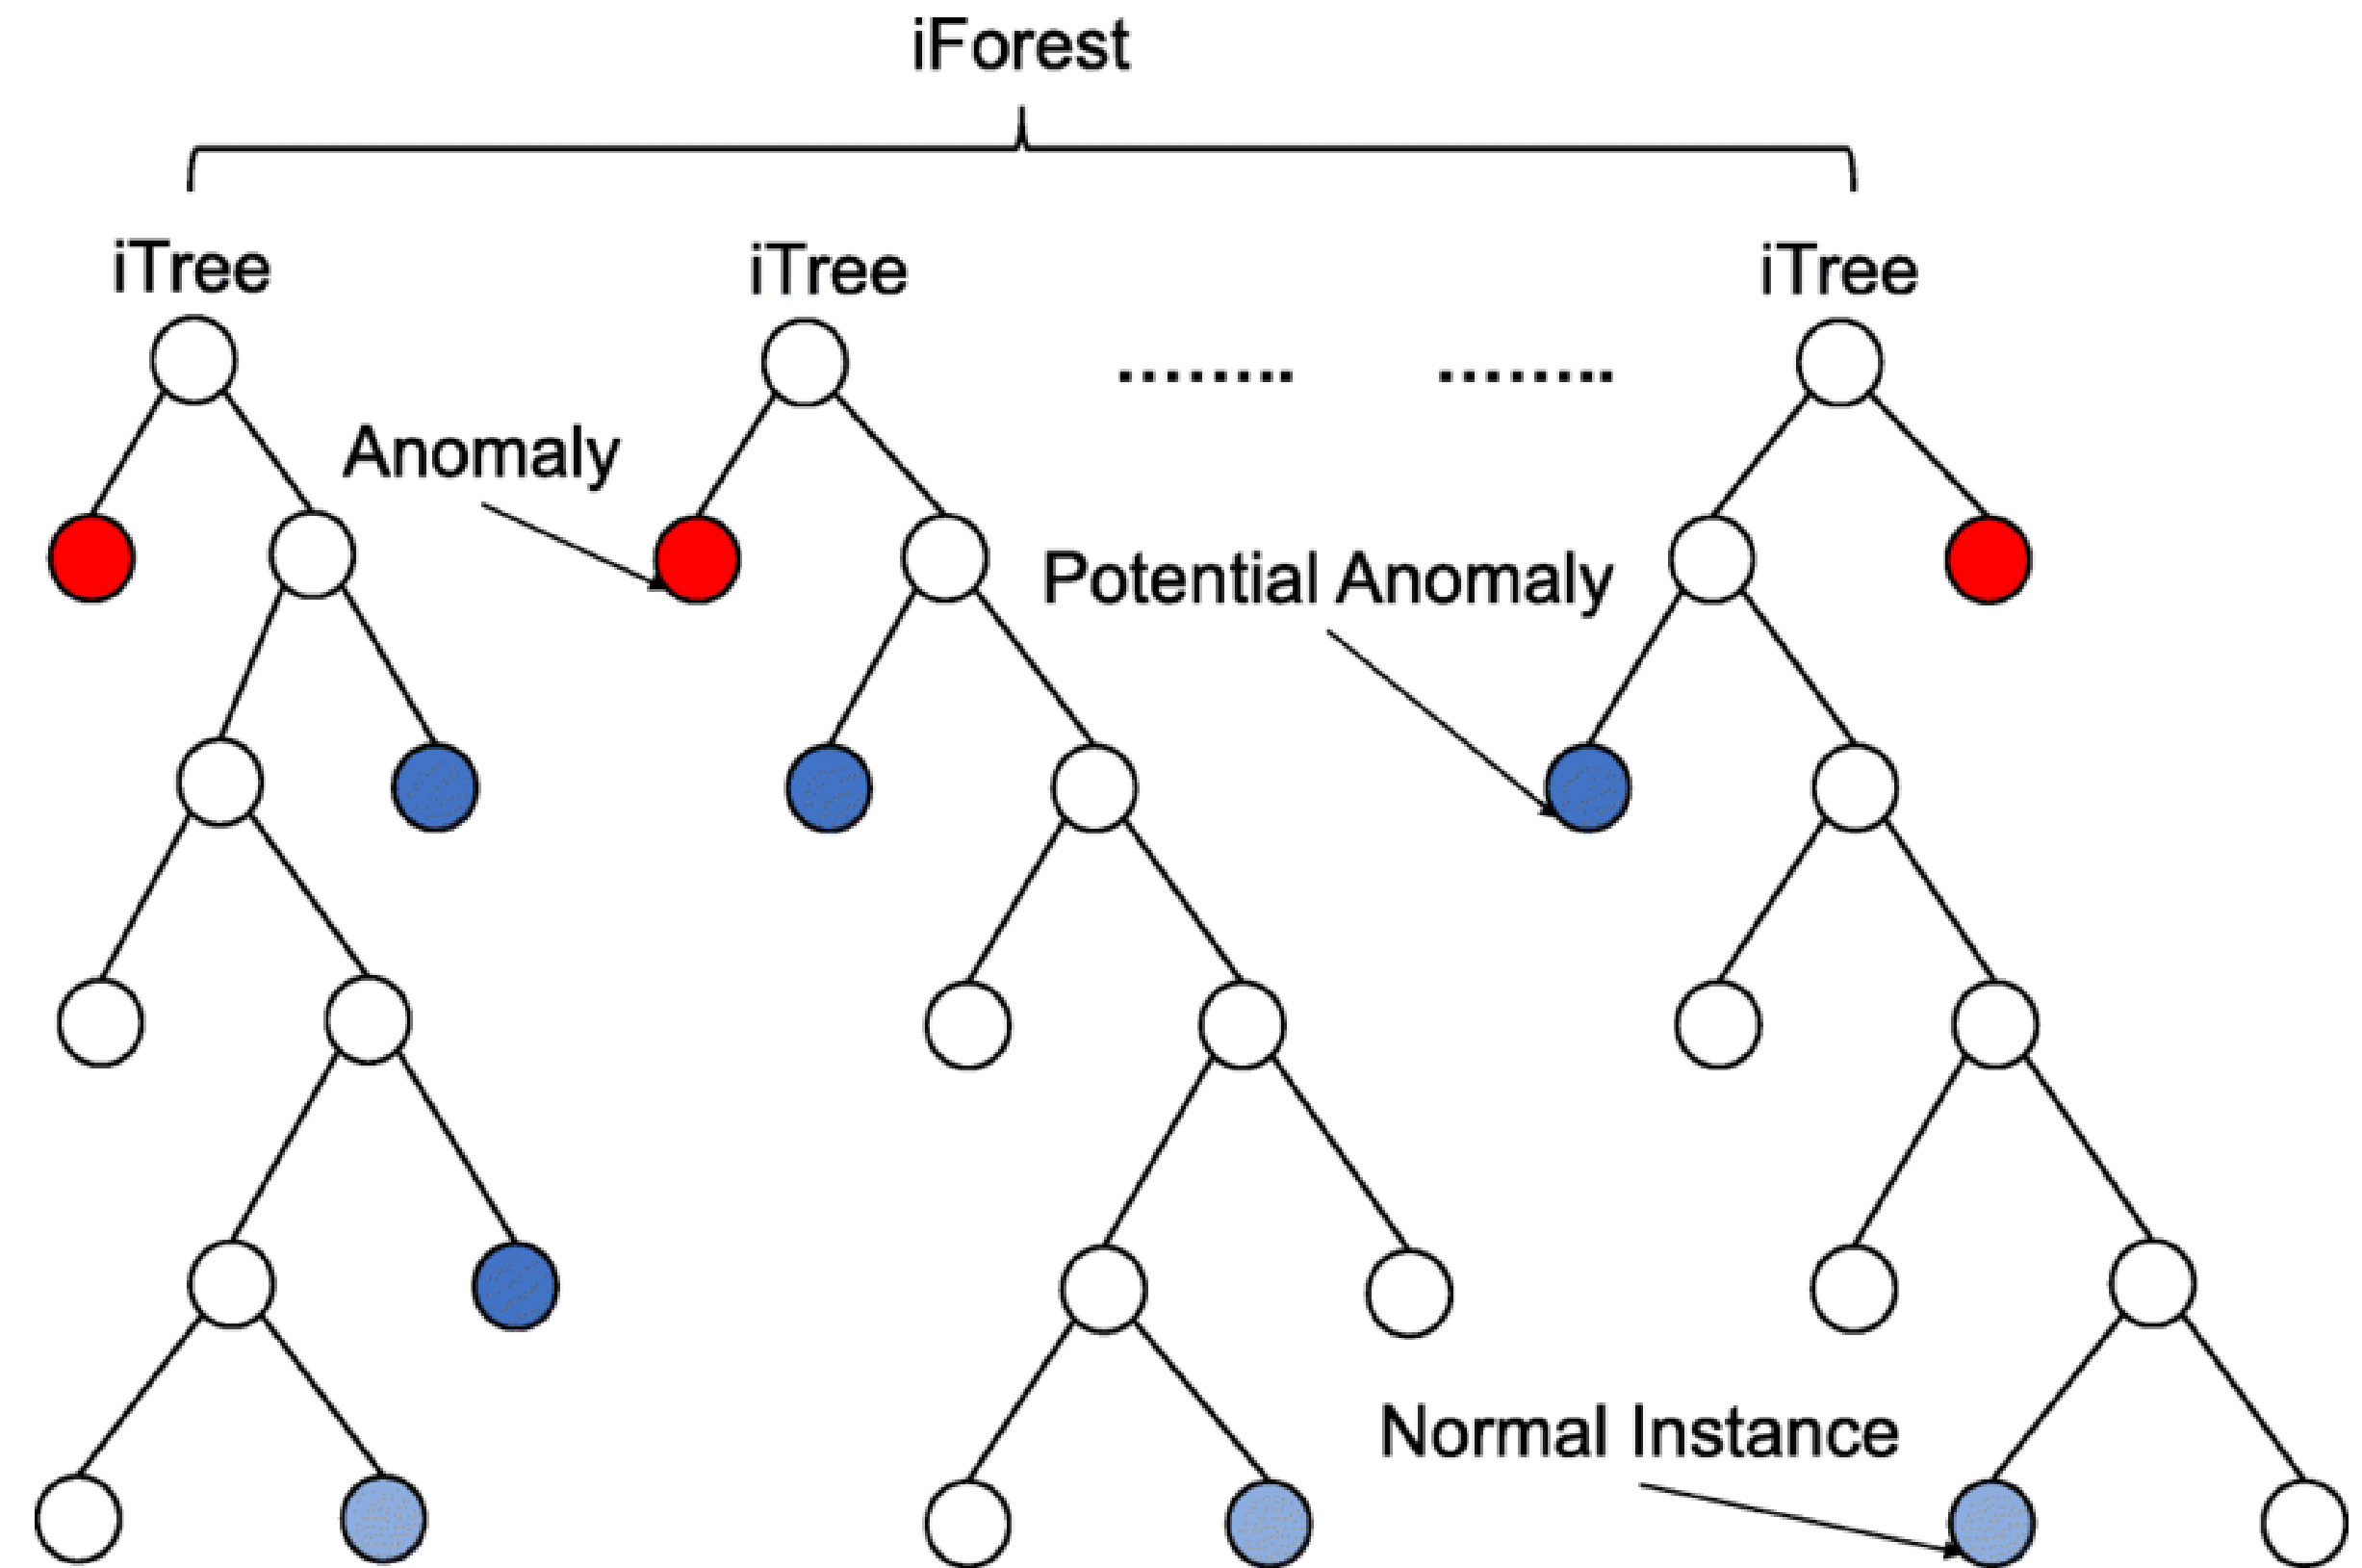 iForest
iTree
iTree
iTree
Anomaly
Potential Anomaly
Normal Instance